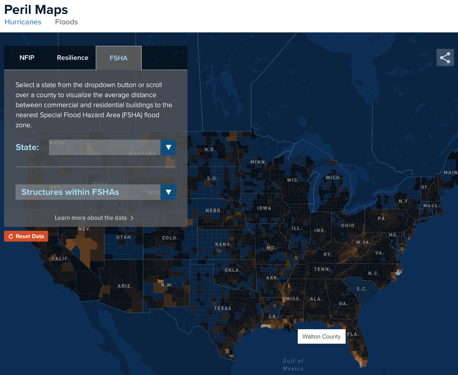 Peril Maps
Hurricanes Floods
NFIP Resilience FSHA
Select a state from the dropdown button or scroll
over a county to visualize the average distance
between commercial and residential buildings to the
nearest Special Flood Hazard Area (FSHA) flood
zone.
State:
Structures within FSHAs
Learn more about the data >
Reset Data
N.D.
MINN.
S.D.
WIS.
MICH.
MAIN
VT.
N.Y.
MASS.
NEBR.
IOWA
PA.
NEV.
UTAH
COLO.
ILL.
IND.
OHIO
MD.
CALIF.
KANS.
MO.
W.VA.
VA.
KY.
ARIZ.
N.M.
OKLA.
ARK.
TENN.
N.C.
S.C.
TEXAS
MISS.
ALA.
GA.
LA.
Walton County
FLA.
Gulf of
Mexico